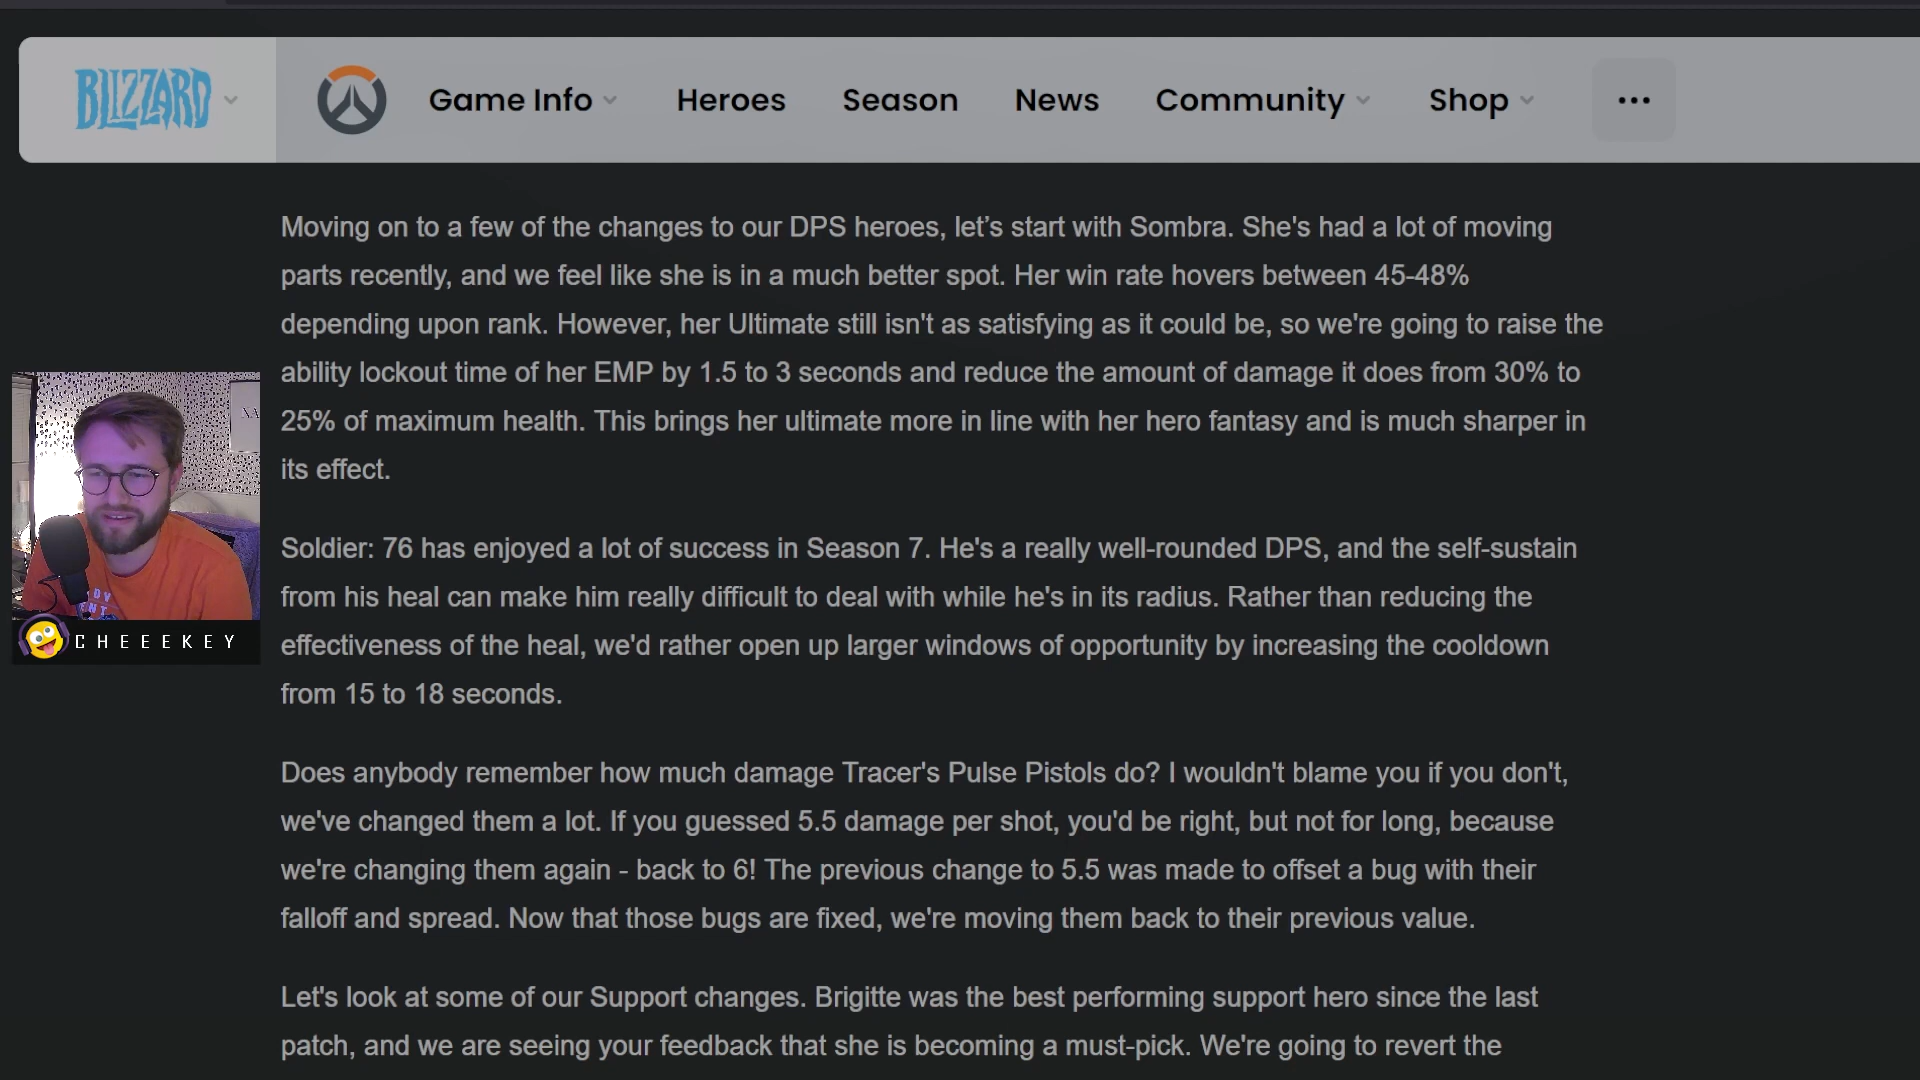 BLIZZARD
Game Info
Heroes
Season
News
Community
Shop
Moving on to a few of the changes to our DPS heroes, let’s start with Sombra. She's had a lot of moving
parts recently, and we feel like she is in a much better spot. Her win rate hovers between 45-48%
depending upon rank. However, her Ultimate still isn't as satisfying as it could be, so we're going to raise the
ability lockout time of her EMP by 1.5 to 3 seconds and reduce the amount of damage it does from 30% to
25% of maximum health. This brings her ultimate more in line with her hero fantasy and is much sharper in
its effect.
Soldier: 76 has enjoyed a lot of success in Season 7. He's a really well-rounded DPS, and the self-sustain
from his heal can make him really difficult to deal with while he's in its radius. Rather than reducing the
effectiveness of the heal, we'd rather open up larger windows of opportunity by increasing the cooldown
from 15 to 18 seconds.
CHEEEKEY
Does anybody remember how much damage Tracer's Pulse Pistols do? I wouldn't blame you if you don't,
we've changed them a lot. If you guessed 5.5 damage per shot, you'd be right, but not for long, because
we're changing them again - back to 6! The previous change to 5.5 was made to offset a bug with their
falloff and spread. Now that those bugs are fixed, we're moving them back to their previous value.
Let's look at some of our Support changes. Brigitte was the best performing support hero since the last
patch, and we are seeing your feedback that she is becoming a must-pick. We're going to revert the